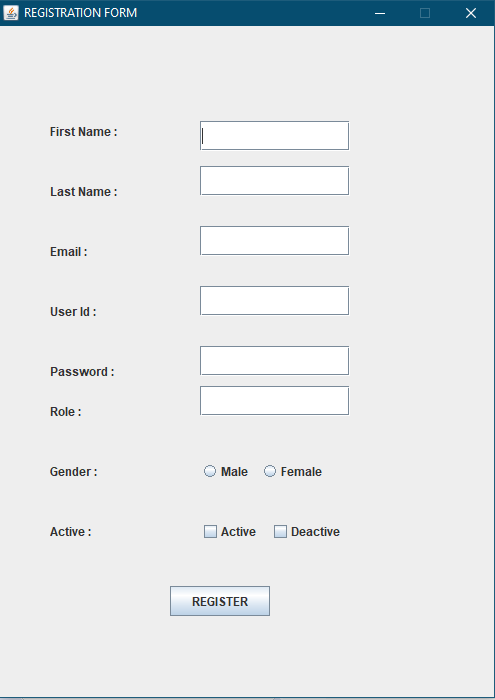 REGISTRATION FORM
First Name :
Last Name :
Email :
User Id :
Password :
Role :
Gender : Male Female
Active : Active Deactive
REGISTER